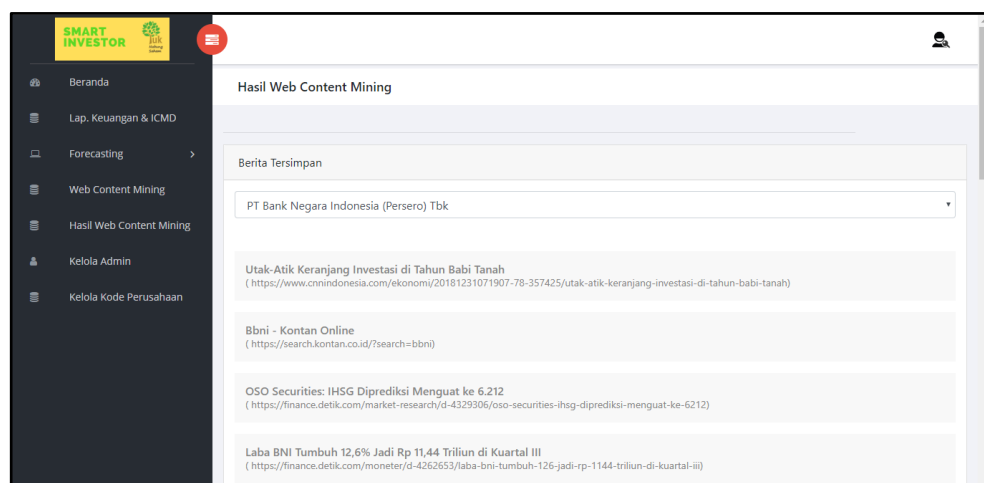 SMART
INVESTOR
juk
Beranda
Lap. Keuangan & ICMD
Forecasting
Web Content Mining
Hasil Web Content Mining
Kelola Admin
Kelola Kode Perusahaan
Hasil Web Content Mining
Berita Tersimpan
PT Bank Negara Indonesia (Persero) Tbk
Utak-Atik Keranjang Investasi di Tahun Babi Tanah
( https://www.cnnindonesia.com/ekonomi/20181231071907-78-357425/utak-atik-keranjang-investasi-di-tahun-babi-tanah)
Bbni - Kontan Online
( https://search.kontan.co.id/?search=bbni)
OSO Securities: IHSG Diprediksi Menguat ke 6.212
( https://finance.detik.com/market-research/d-4329306/oso-securities-ihsg-diprediksi-menguat-ke-6212)
Laba BNI Tumbuh 12,6% Jadi Rp 11,44 Triliun di Kuartal III
( https://finance.detik.com/moneter/d-4262653/laba-bni-tumbuh-126-jadi-rp-1144-triliun-di-kuartal-iii)